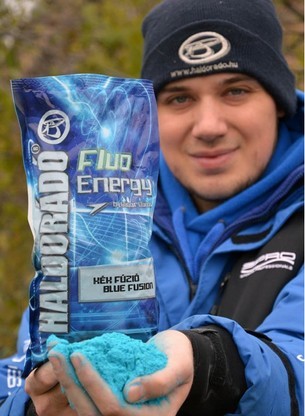 www.haldorado.hu
HALDORÁDÓ
Fluo
Energy
KÉK FÚZIÓ
BLUE FUSION